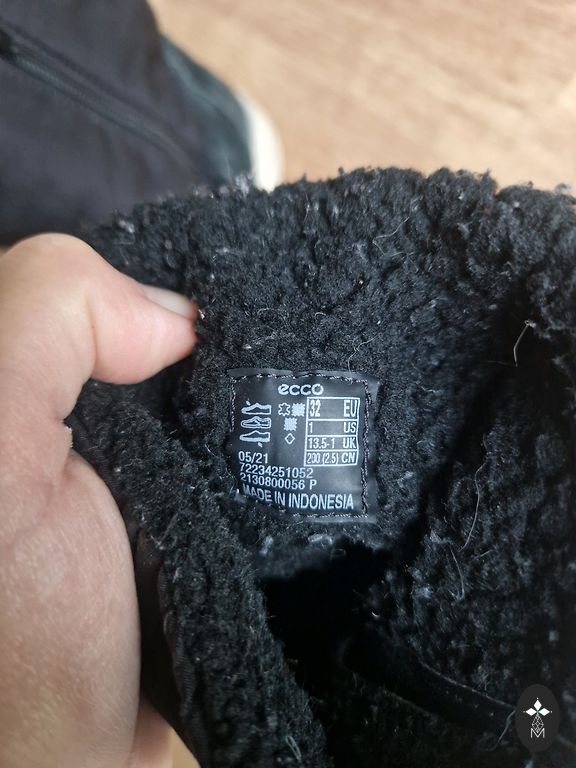 ecco
32 EU
1 US
13.5-1 UK
200 (2.5) CN
05/21
72234251052
2130800056 P
MADE IN INDONESIA
M